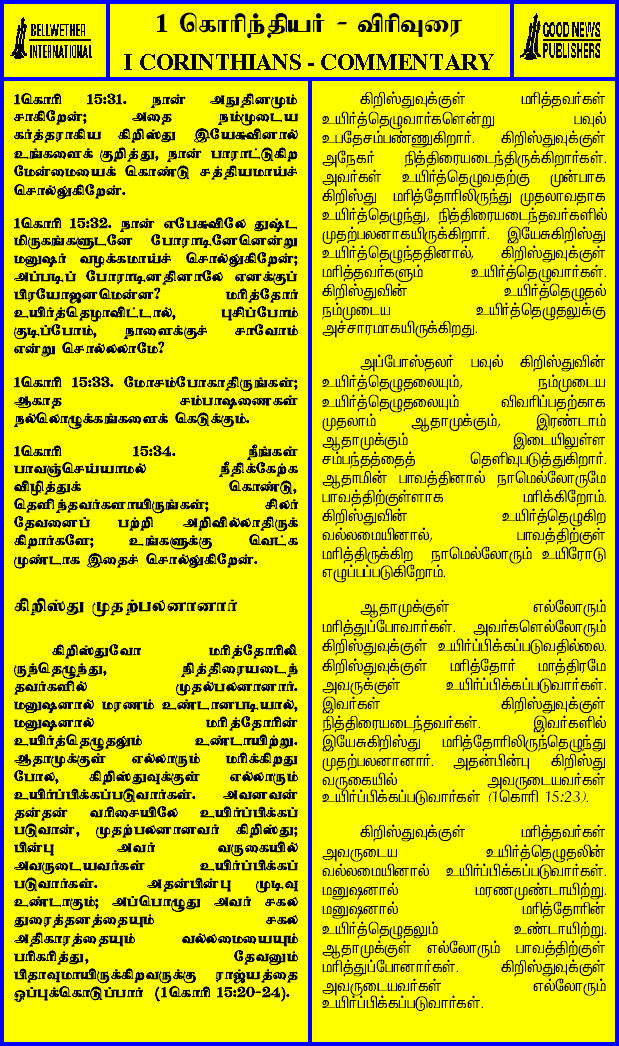 BELLWETHER
INTERNATIONAL
1 கொரிந்தியர் - விரிவுரை
I CORINTHIANS - COMMENTARY
GOOD NEWS
PUBLISHERS
1கொரி 15:31. நான் அநுதினமும்
சாகிறேன்; அதை நம்முடைய
கர்த்தராகிய கிறிஸ்து இயேசுவினால்
உங்களைக் குறித்து, நான் பாராட்டுகிற
மேன்மையைக் கொண்டு சத்தியமாய்ச்
சொல்லுகிறேன்.
1கொரி 15:32. நான் எபேசுவிலே துஷ்ட
மிருகங்களுடனே போராடினேனென்று
மனுஷர் வழக்கமாய்ச் சொல்லுகிறேன்;
அப்படிப் போராடினதினாலே எனக்குப்
பிரயோஜனமென்ன? மரித்தோர்
உயிர்த்தெழாவிட்டால், புசிப்போம்
குடிப்போம், நாளைக்குச் சாவோம்
என்று சொல்லலாமே?
1கொரி 15:33. மோசம்போகாதிருங்கள்;
ஆகாத சம்பாஷணைகள்
நல்லொழுக்கங்களைக் கெடுக்கும்.
1கொரி 15:34. நீங்கள்
பாவஞ்செய்யாமல் நீதிக்கேற்க
விழித்துக் கொண்டு,
தெளிந்தவர்களாயிருங்கள்; சிலர்
தேவனைப் பற்றி அறிவில்லாதிருக்
கிறார்களே; உங்களுக்கு வெட்க
முண்டாக இதைச் சொல்லுகிறேன்.
கிறிஸ்து முதற்பலனானார்
கிறிஸ்துவோ மரித்தோரிலி
ருந்தெழுந்து, நித்திரையடைந்
தவர்களில் முதல்பலனானார்.
மனுஷனால் மரணம் உண்டானபடியால்,
மனுஷனால் மரித்தோரின்
உயிர்த்தெழுதலும் உண்டாயிற்று.
ஆதாமுக்குள் எல்லாரும் மரிக்கிறது
போல, கிறிஸ்துவுக்குள் எல்லாரும்
உயிர்ப்பிக்கப்படுவார்கள். அவனவன்
தன்தன் வரிசையிலே உயிர்ப்பிக்கப்
படுவான், முதற்பலனானவர் கிறிஸ்து;
பின்பு அவர் வருகையில்
அவருடையவர்கள் உயிர்ப்பிக்கப்
படுவார்கள். அதன்பின்பு முடிவு
உண்டாகும்; அப்பொழுது அவர் சகல
துரைத்தனத்தையும் சகல
அதிகாரத்தையும் வல்லமையையும்
பரிகரித்து, தேவனும்
பிதாவுமாயிருக்கிறவருக்கு ராஜ்யத்தை
ஒப்புக்கொடுப்பார் (1கொரி 15:20-24).
கிறிஸ்துவுக்குள் மரித்தவர்கள்
உயிர்த்தெழுவார்களென்று பவுல்
உபதேசம்பண்ணுகிறார். கிறிஸ்துவுக்குள்
அநேகர் நித்திரையடைந்திருக்கிறார்கள்.
அவர்கள் உயிர்த்தெழுவதற்கு முன்பாக
கிறிஸ்து மரித்தோரிலிருந்து முதலாவதாக
உயிர்த்தெழுந்து, நித்திரையடைந்தவர்களில்
முதற்பலனாகயிருக்கிறார். இயேசுகிறிஸ்து
உயிர்த்தெழுந்ததினால், கிறிஸ்துவுக்குள்
மரித்தவர்களும் உயிர்த்தெழுவார்கள்.
கிறிஸ்துவின் உயிர்த்தெழுதல்
நம்முடைய உயிர்த்தெழுதலுக்கு
அச்சாரமாகயிருக்கிறது.
அப்போஸ்தலர் பவுல் கிறிஸ்துவின்
உயிர்த்தெழுதலையும், நம்முடைய
உயிர்த்தெழுதலையும் விவரிப்பதற்காக
முதலாம் ஆதாமுக்கும், இரண்டாம்
ஆதாமுக்கும் இடையிலுள்ள
சம்பந்தத்தைத் தெளிவுபடுத்துகிறார்.
ஆதாமின் பாவத்தினால் நாமெல்லோருமே
பாவத்திற்குள்ளாக மரிக்கிறோம்.
கிறிஸ்துவின் உயிர்த்தெழுகிற
வல்லமையினால், பாவத்திற்குள்
மரித்திருக்கிற நாமெல்லோரும் உயிரோடு
எழுப்பப்படுகிறோம்.
ஆதாமுக்குள் எல்லோரும்
மரித்துப்போவார்கள். அவர்களெல்லோரும்
கிறிஸ்துவுக்குள் உயிர்ப்பிக்கப்படுவதில்லை.
கிறிஸ்துவுக்குள் மரித்தோர் மாத்திரமே
அவருக்குள் உயிர்ப்பிக்கப்படுவார்கள்.
இவர்கள் கிறிஸ்துவுக்குள்
நித்திரையடைந்தவர்கள். இவர்களில்
இயேசுகிறிஸ்து மரித்தோரிலிருந்தெழுந்து
முதற்பலனானார். அதன்பின்பு கிறிஸ்து
வருகையில் அவருடையவர்கள்
உயிர்ப்பிக்கப்படுவார்கள் (1கொரி 15:23).
கிறிஸ்துவுக்குள் மரித்தவர்கள்
அவருடைய உயிர்த்தெழுதலின்
வல்லமையினால் உயிர்ப்பிக்கப்படுவார்கள்.
மனுஷனால் மரணமுண்டாயிற்று.
மனுஷனால் மரித்தோரின்
உயிர்த்தெழுதலும் உண்டாயிற்று.
ஆதாமுக்குள் எல்லோரும் பாவத்திற்குள்
மரித்துப்போனார்கள். கிறிஸ்துவுக்குள்
அவருடையவர்கள் எல்லோரும்
உயிர்ப்பிக்கப்படுவார்கள்.